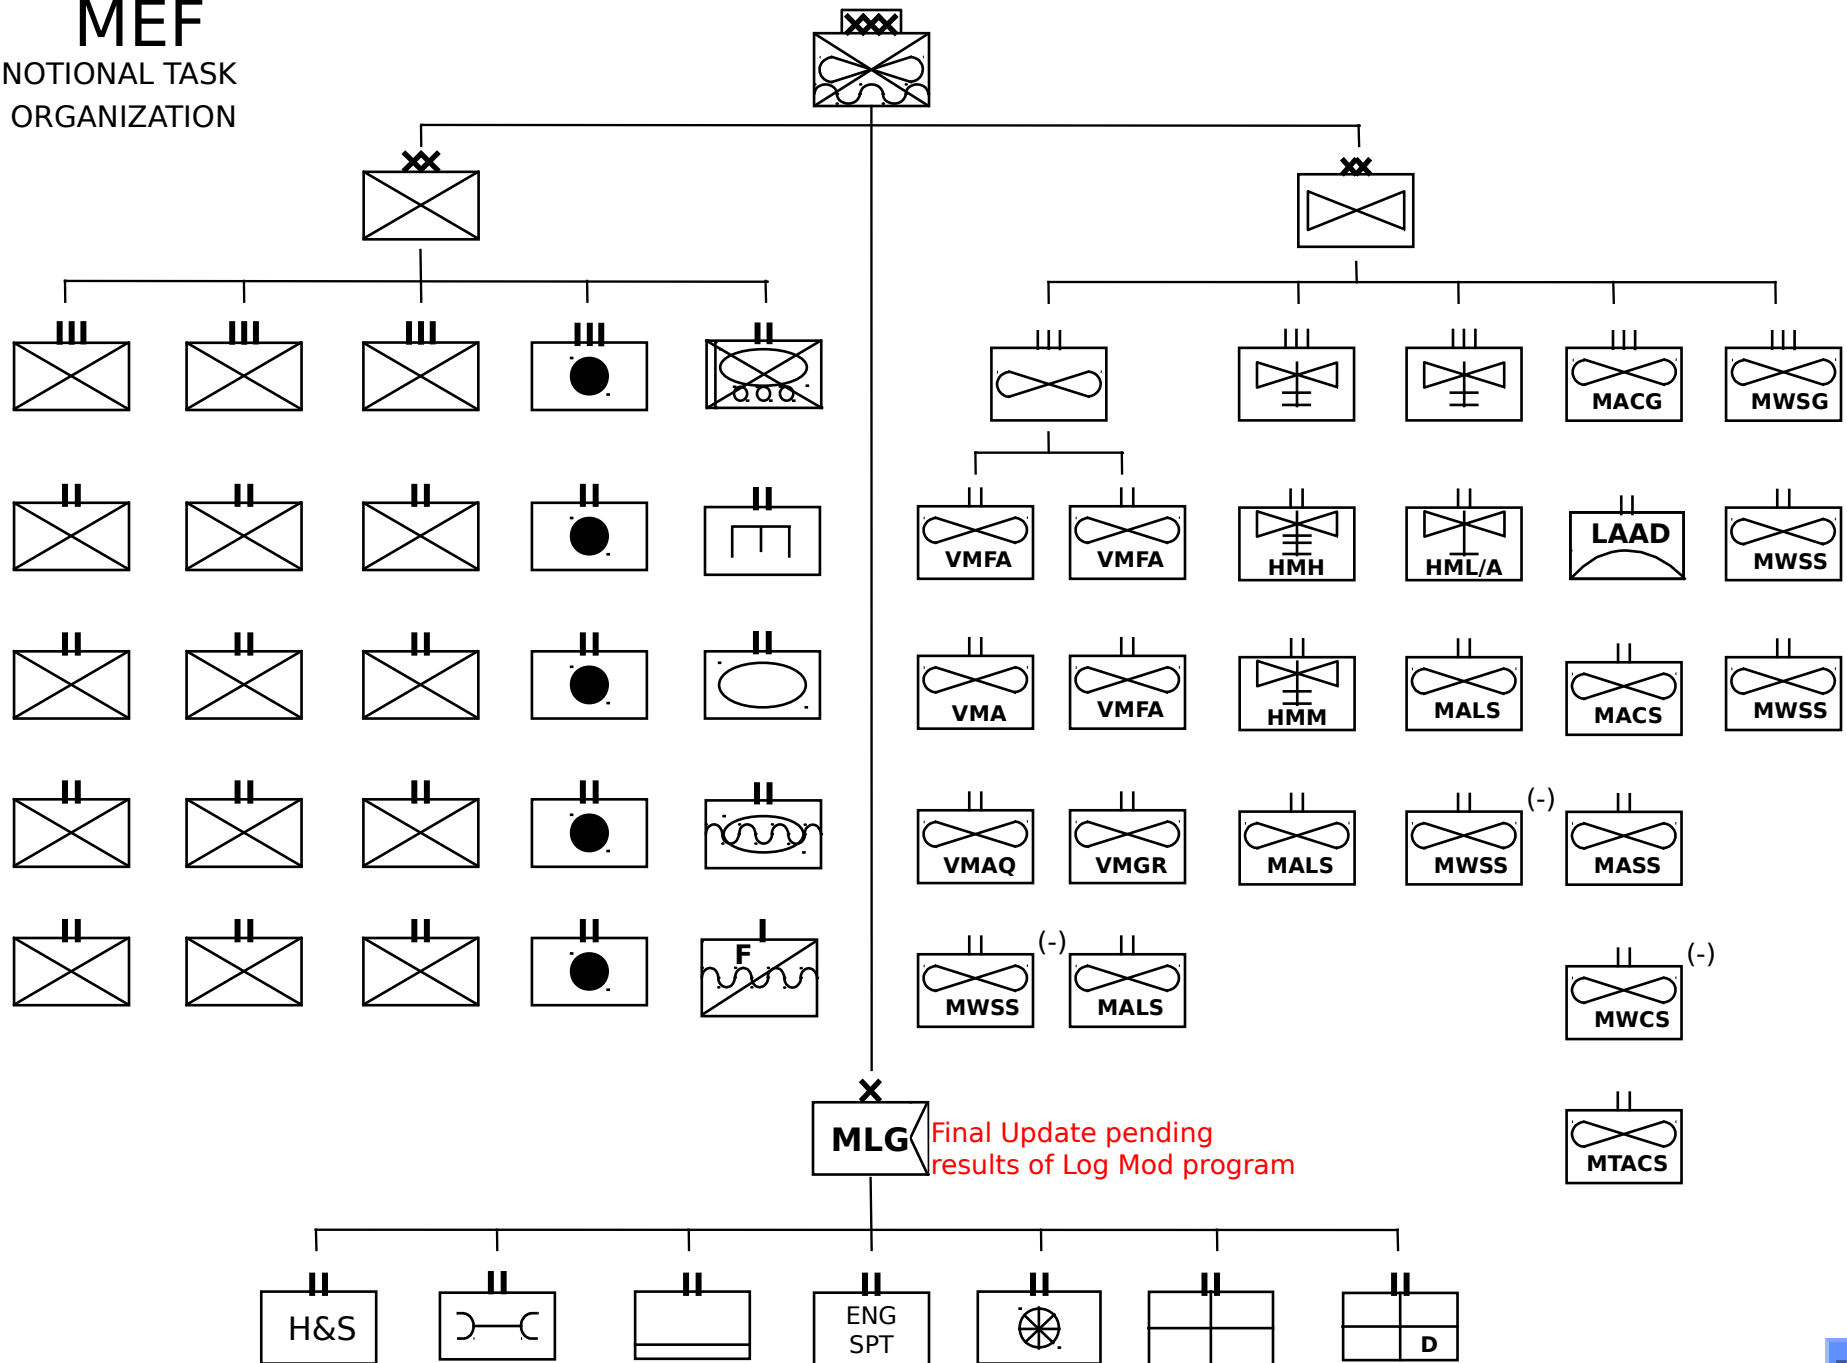 MEF
NOTIONAL TASK
ORGANIZATION
MACG
MWSG
VMFA
VMFA
HMH
HML/A
LAAD
MWSS
VMA
VMFA
HMM
MALS
MACS
MWSS
(-)
VMAQ
VMGR
MALS
MWSS
MASS
F
(-)
(-)
MWSS
MALS
MWCS
MLG
Final Update pending
results of Log Mod program
MTACS
H&S
ENG
SPT
D